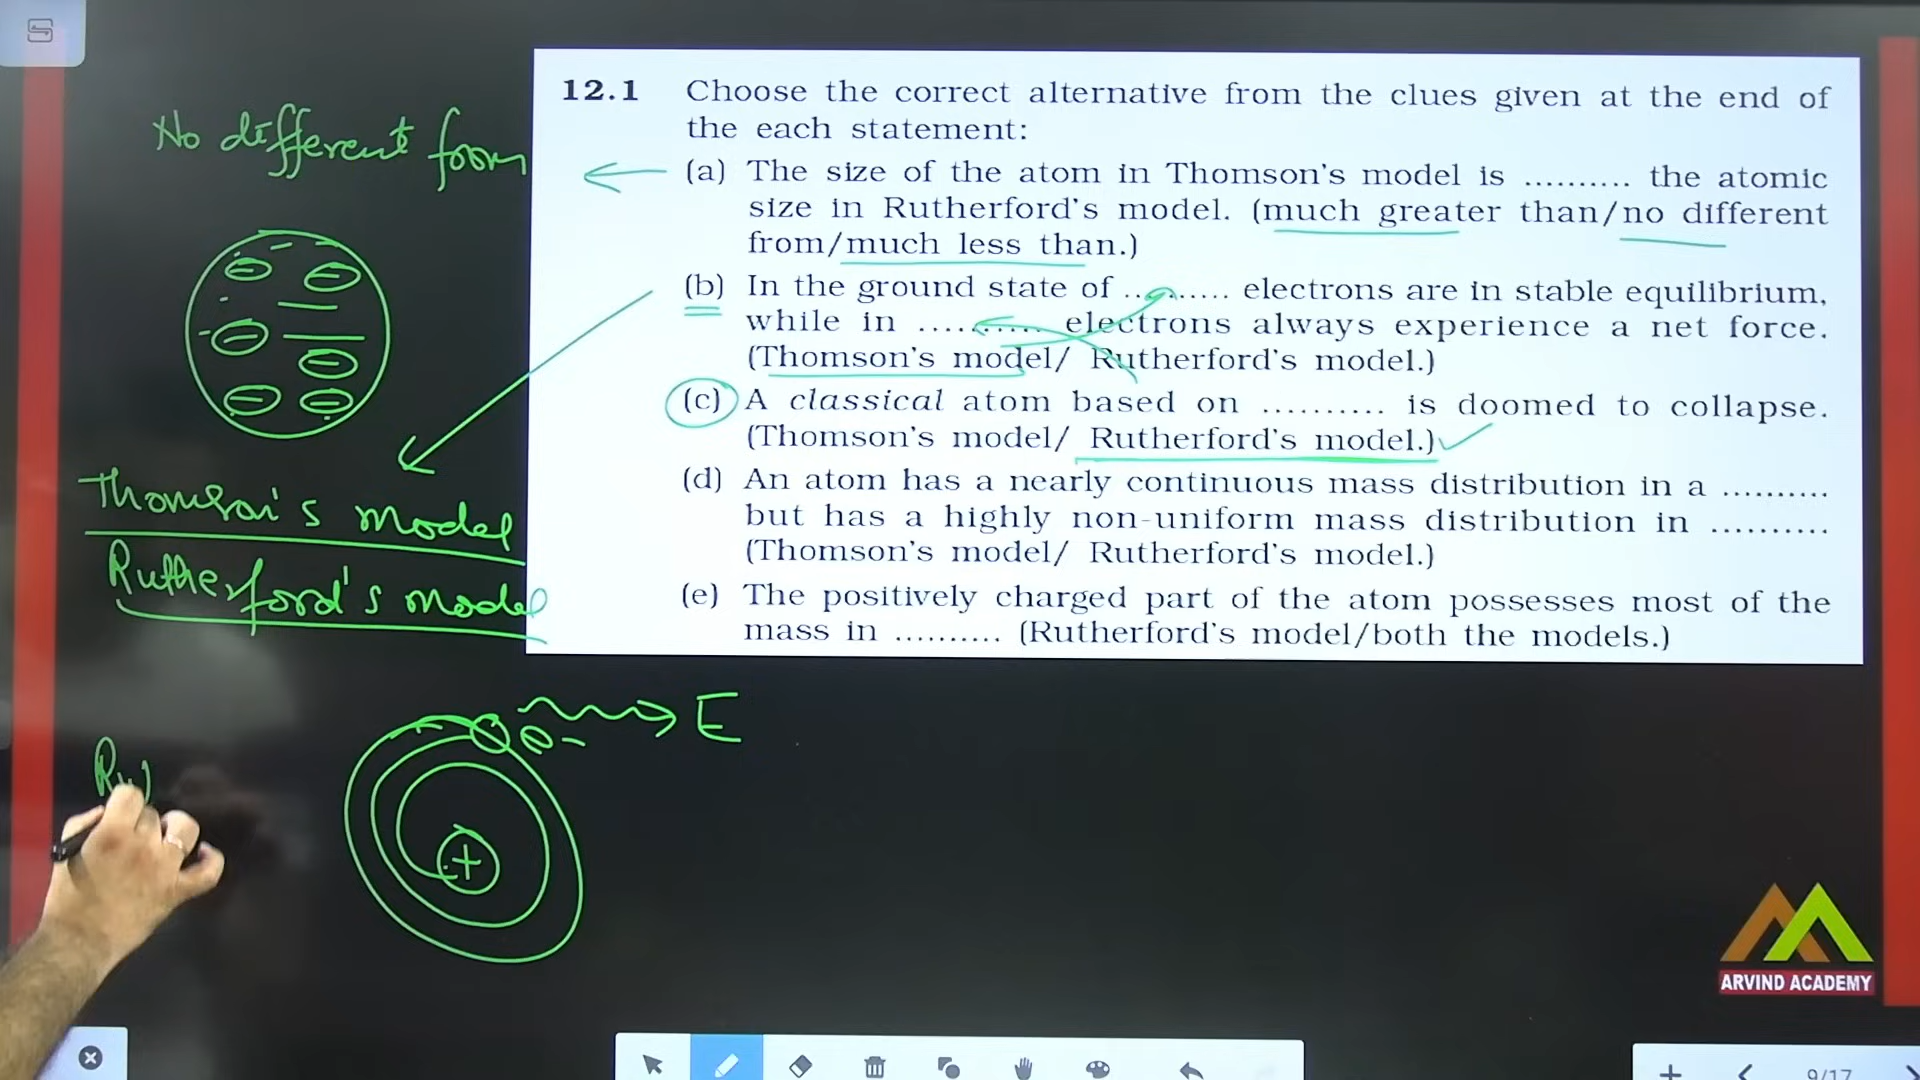 No different form
12.1 Choose the correct alternative from the clues given at the end of
the each statement:
(a) The size of the atom in Thomson's model is .......... the atomic
size in Rutherford's model. (much greater than/no different
from/much less than.)
(b) In the ground state of .......... electrons are in stable equilibrium,
while in .......... electrons always experience a net force.
(Thomson's model/ Rutherford's model.)
(c) A classical atom based on .......... is doomed to collapse.
(Thomson's model/ Rutherford's model.)
(d) An atom has a nearly continuous mass distribution in a ..........
but has a highly non-uniform mass distribution in ..........
(Thomson's model/ Rutherford's model.)
(e) The positively charged part of the atom possesses most of the
mass in .......... (Rutherford's model/both the models.)
Thomson's model
Rutherford's model
e- E
+
Ru
ARVIND ACADEMY
9/17